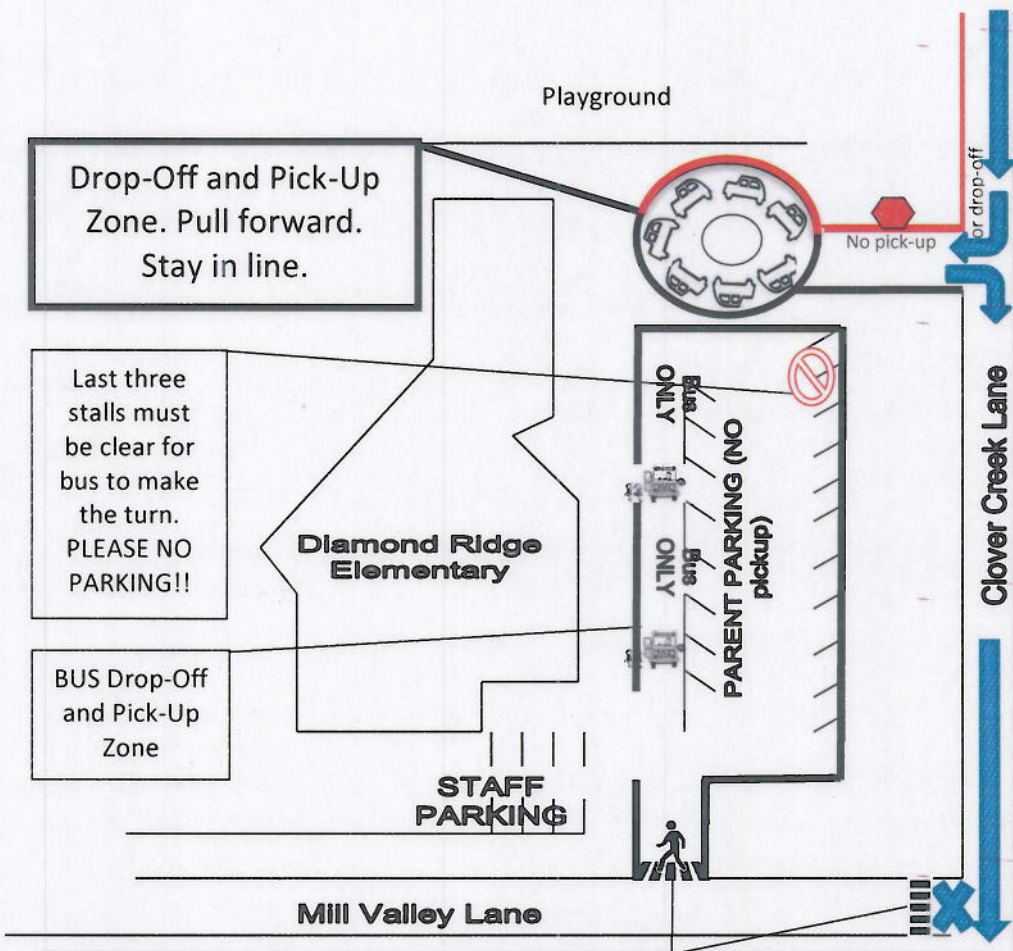 Playground
Drop-Off and Pick-Up
Zone. Pull forward.
Stay in line.
or drop-off
No pick-up
Last three
stalls must
be clear for
bus to make
the turn.
PLEASE NO
PARKING!!
Bus
ONLY
PARENT PARKING (NO
pickup)
Clover Creek Lane
Diamond Ridge
Elementary
Bus
ONLY
BUS Drop-Off
and Pick-Up
Zone
STAFF
PARKING
Mill Valley Lane